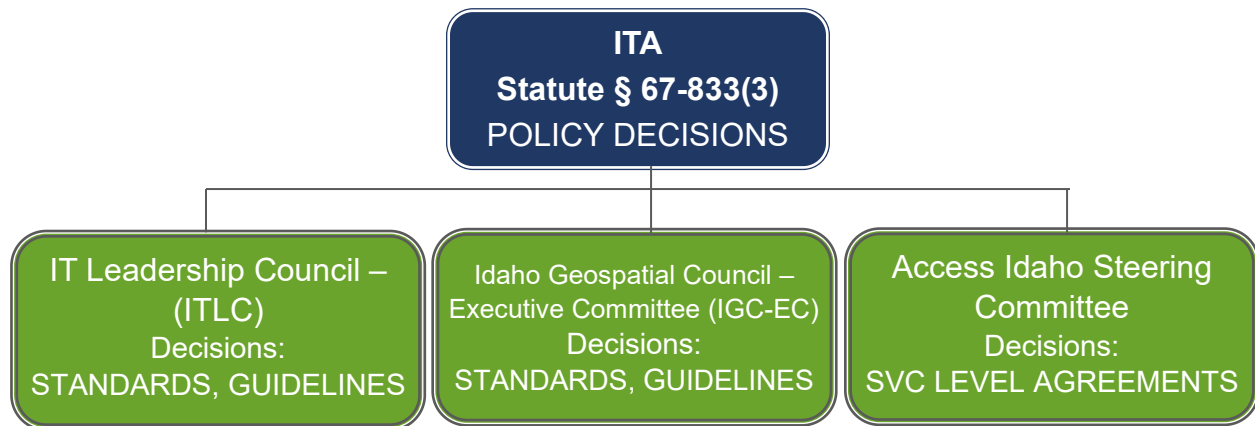 ITA
Statute § 67-833(3)
POLICY DECISIONS
IT Leadership Council –
(ITLC)
Decisions:
STANDARDS, GUIDELINES
Idaho Geospatial Council –
Executive Committee (IGC-EC)
Decisions:
STANDARDS, GUIDELINES
Access Idaho Steering
Committee
Decisions:
SVC LEVEL AGREEMENTS